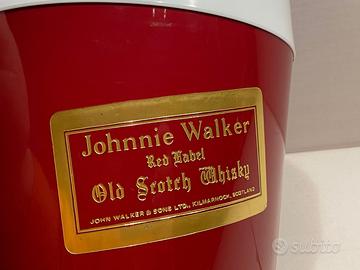 Johnnie Walker
Red Label
Old Scotch Whisky
JOHN WALKER & SONS LTD., KILMARNOCK, SCOTLAND
subito